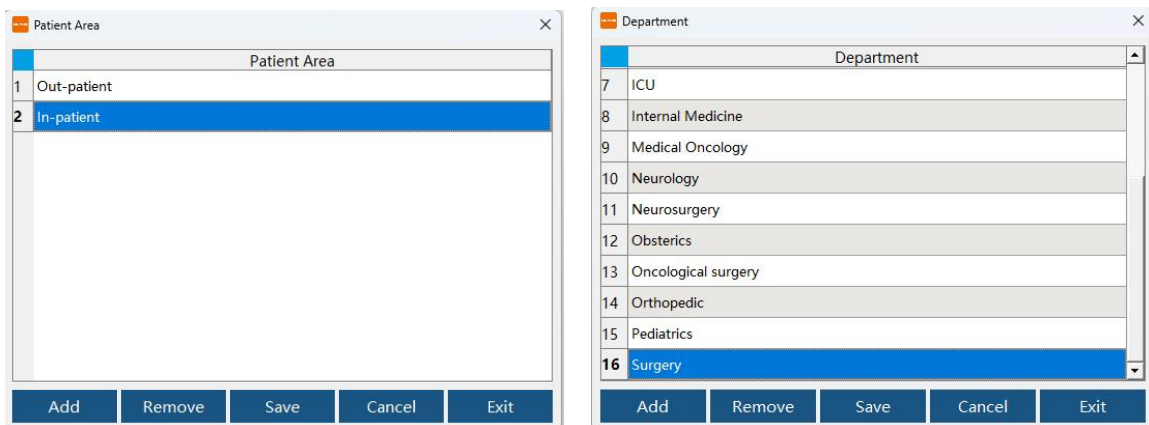 Patient Area
Patient Area
1 Out-patient
2 In-patient
Add Remove Save Cancel Exit
Department
Department
7 ICU
8 Internal Medicine
9 Medical Oncology
10 Neurology
11 Neurosurgery
12 Obsterics
13 Oncological surgery
14 Orthopedic
15 Pediatrics
16 Surgery
Add Remove Save Cancel Exit